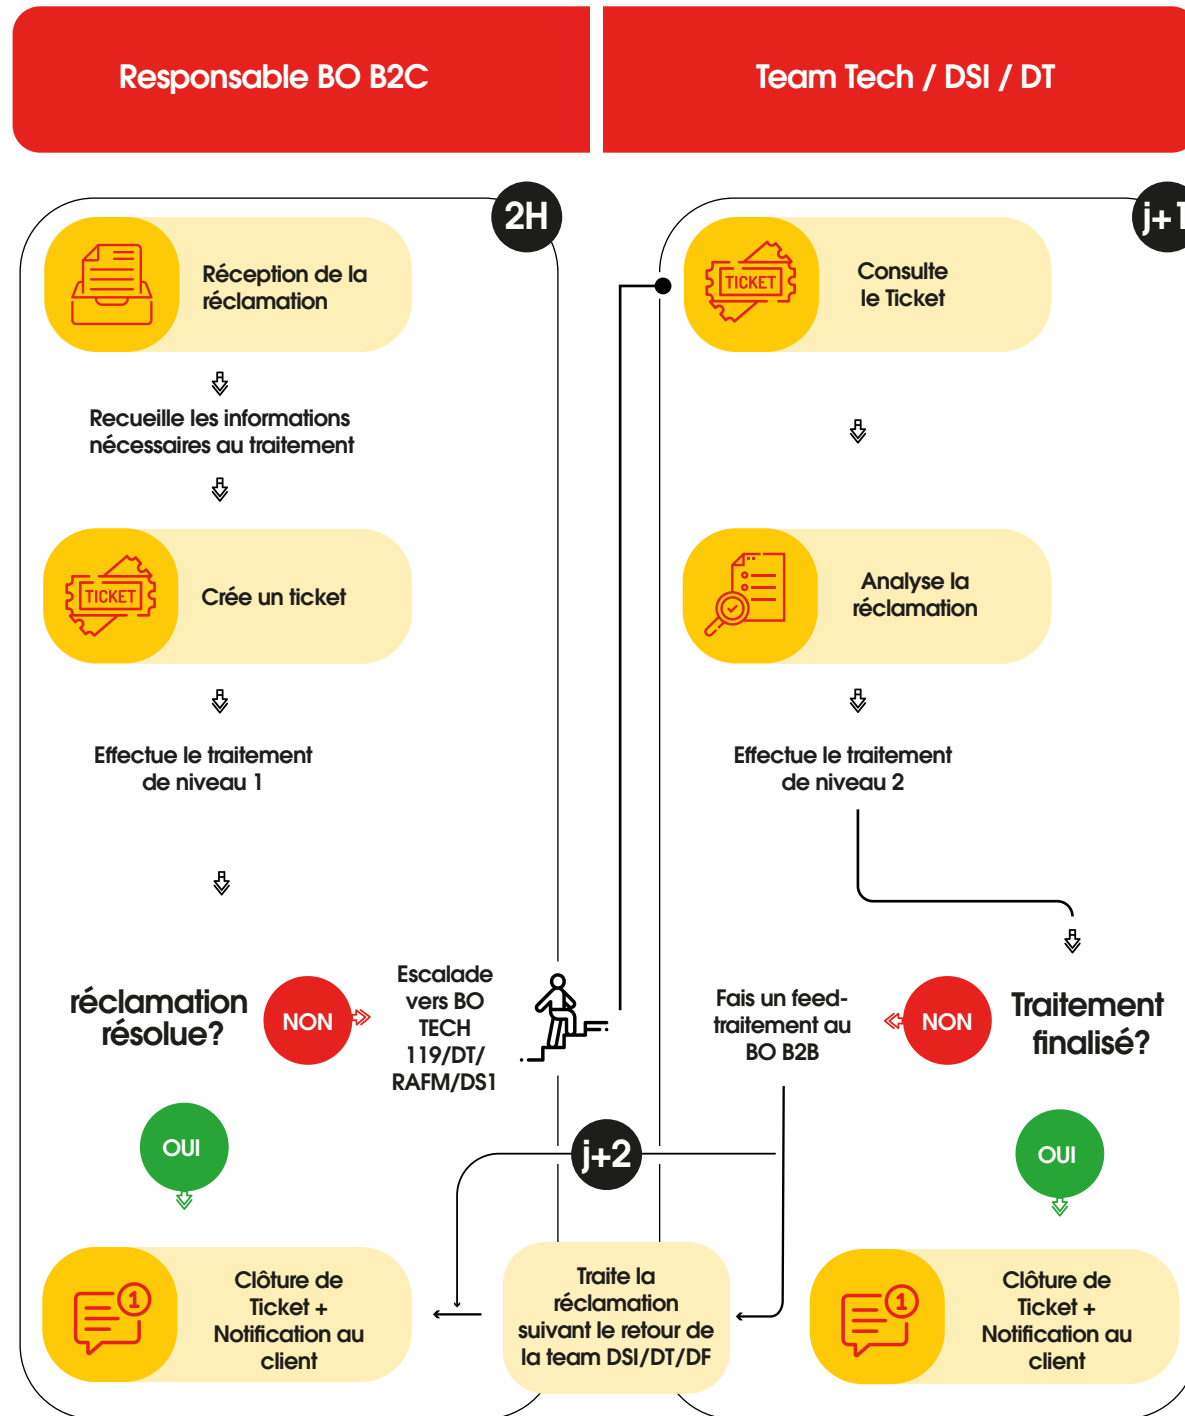 Responsable BO B2C
Team Tech / DSI / DT
2H
Réception de la
réclamation
Recueille les informations
nécessaires au traitement
TICKET
Crée un ticket
Effectue le traitement
de niveau 1
réclamation
résolue?
NON
Escalade
vers BO
TECH
119/DT/
RAFM/DS1
OUI
Clôture de
Ticket +
Notification au
client
1
j+1
TICKET
Consulte
le Ticket
Analyse la
réclamation
Effectue le traitement
de niveau 2
Traitement
finalisé?
NON
Fais un feed-
traitement au
BO B2B
j+2
Traite la
réclamation
suivant le retour de
la team DSI/DT/DF
OUI
Clôture de
Ticket +
Notification au
client
1